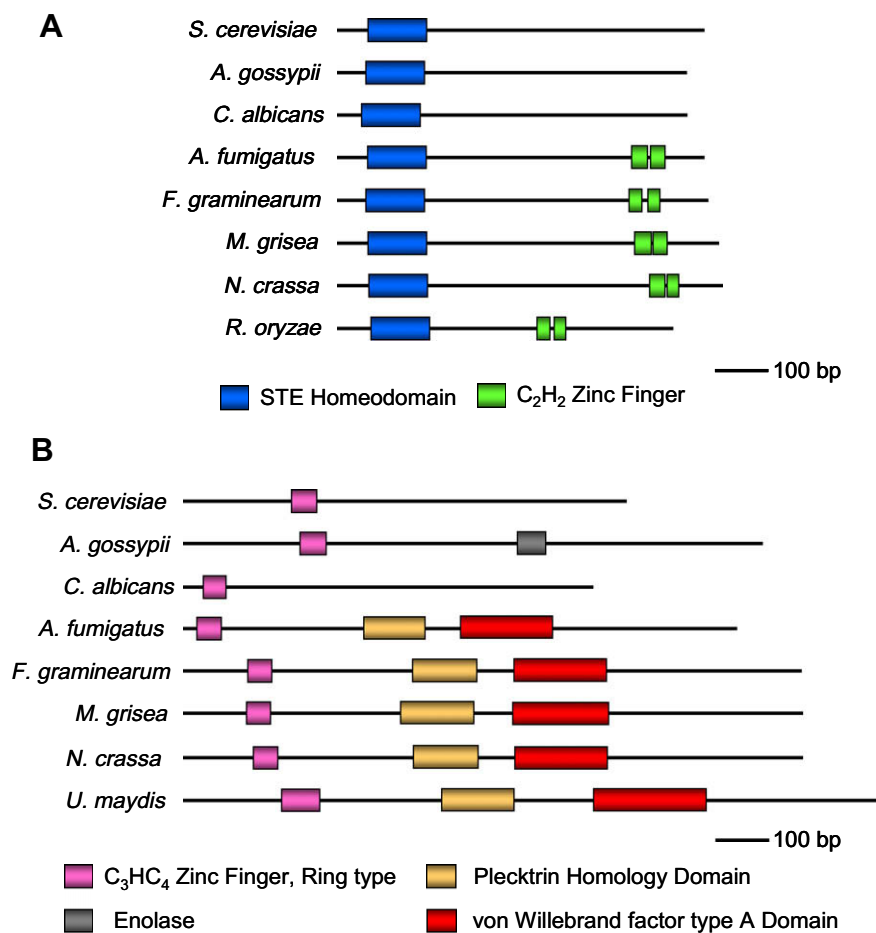 A
S. cerevisiae
A. gossypii
C. albicans
A. fumigatus
F. graminearum
M. grisea
N. crassa
R. oryzae
100 bp
STE Homeodomain C₂H₂ Zinc Finger
B
S. cerevisiae
A. gossypii
C. albicans
A. fumigatus
F. graminearum
M. grisea
N. crassa
U. maydis
100 bp
C₃HC₄ Zinc Finger, Ring type Plecktrin Homology Domain
Enolase von Willebrand factor type A Domain